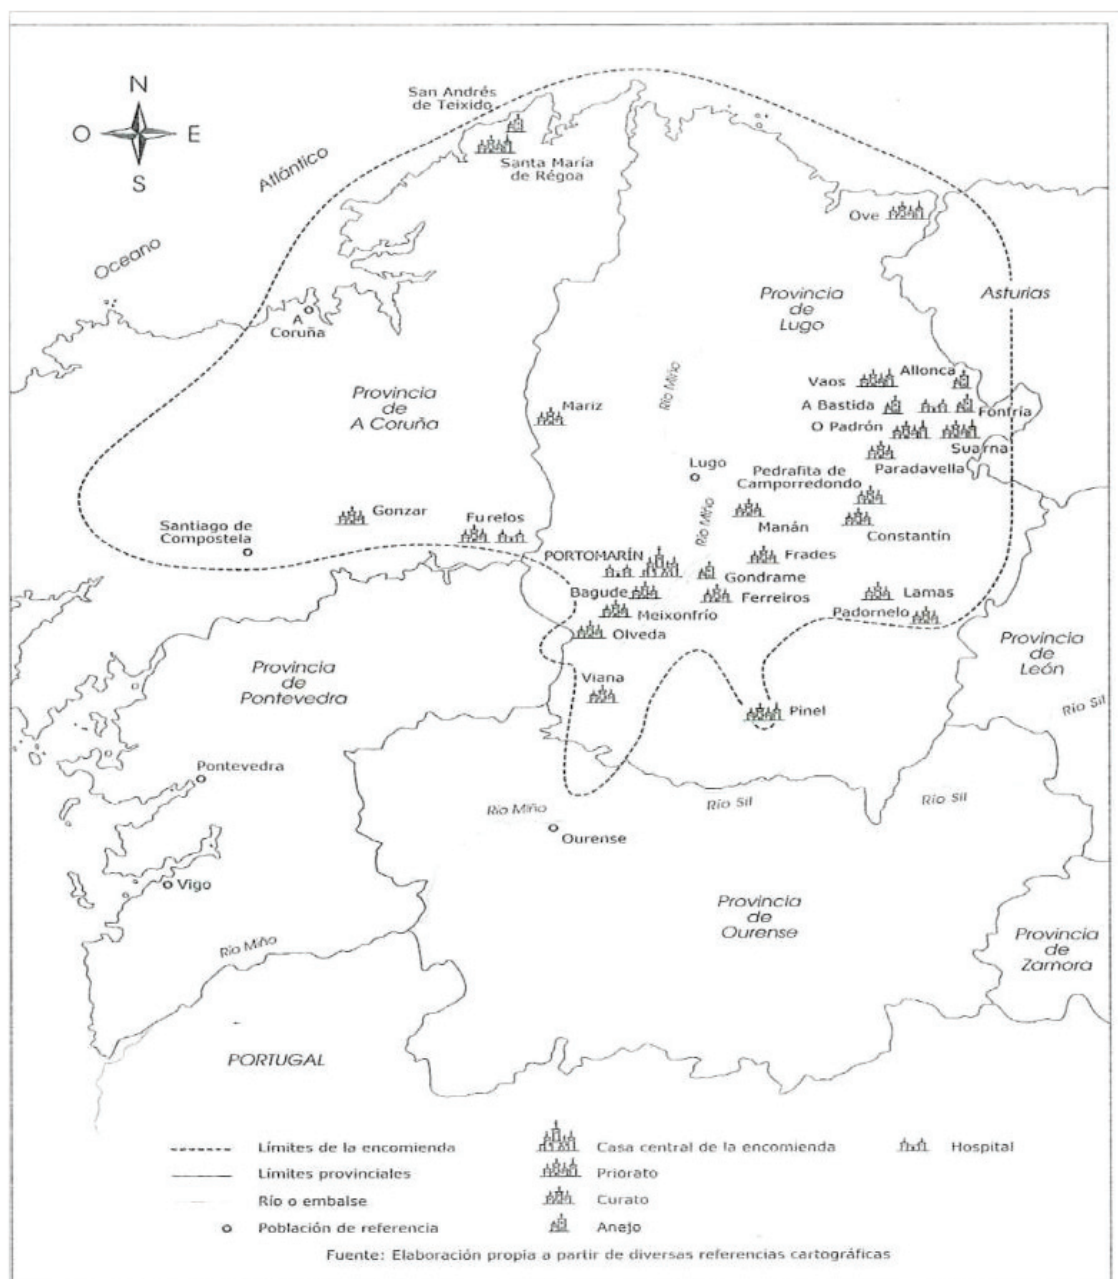 N
O
E
S
San Andrés
de Teixido
Santa María
de Régoa
Atlántico
Oceano
Ove
Provincia
de
Lugo
Asturias
A
Coruña
Provincia
de
A Coruña
Mariz
Río Miño
Vaos
Allonca
A Bastida
Fonfría
O Padrón
Suarna
Paradavella
Lugo
Pedrafita de
Camporredondo
Gonzar
Furelos
Santiago de
Compostela
Río Miño
Manán
Constantín
PORTOMARÍN
Frades
Gondrame
Bagude
Ferreiros
Lamas
Meixonfrío
Padornelo
Olveda
Provincia
de
León
Provincia
de
Pontevedra
Viana
Pinel
Río Sil
Pontevedra
Río Miño
Río Sil
Río Sil
Ourense
Vigo
Provincia
de
Ourense
Provincia
de
Zamora
Río Miño
PORTUGAL
Límites de la encomienda
Casa central de la encomienda
Hospital
Límites provinciales
Priorato
Río o embalse
Curato
Población de referencia
Anejo
Fuente: Elaboración propia a partir de diversas referencias cartográficas